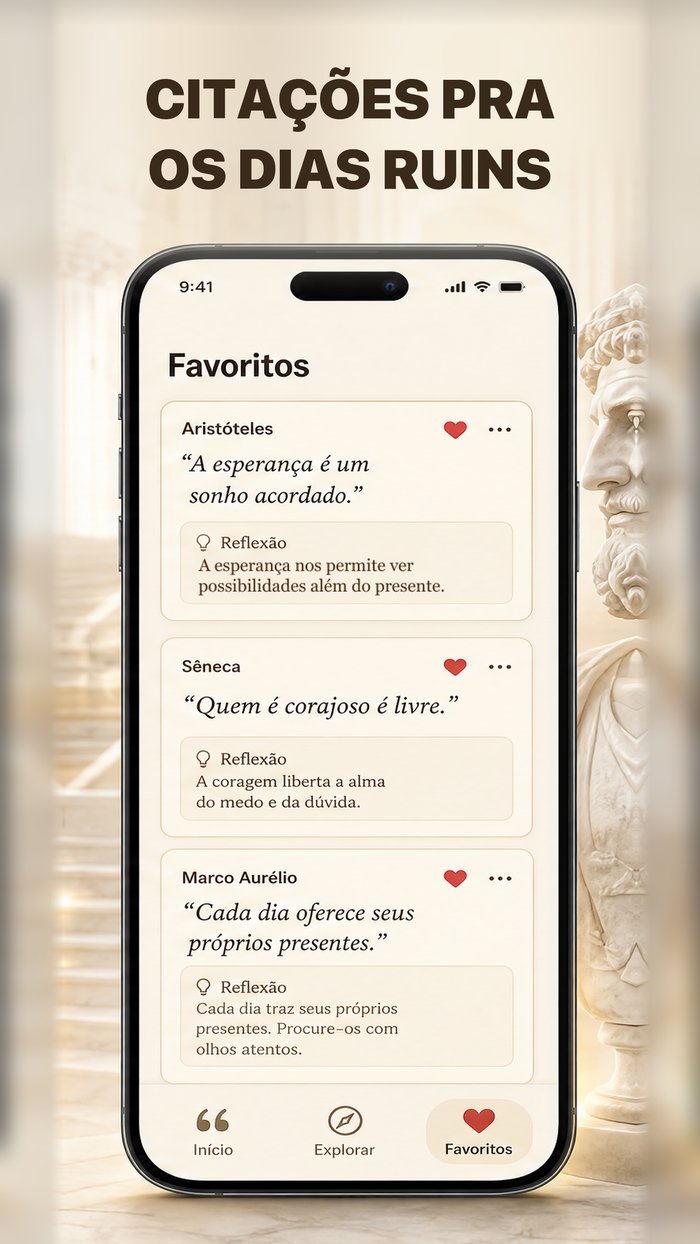 CITAÇÕES PRA
OS DIAS RUINS
9:41
Favoritos
Aristóteles
“A esperança é um
sonho acordado.”
Reflexão
A esperança nos permite ver
possibilidades além do presente.
Sêneca
“Quem é corajoso é livre.”
Reflexão
A coragem liberta a alma
do medo e da dúvida.
Marco Aurélio
“Cada dia oferece seus
próprios presentes.”
Reflexão
Cada dia traz seus próprios
presentes. Procure-os com
olhos atentos.
Início
Explorar
Favoritos